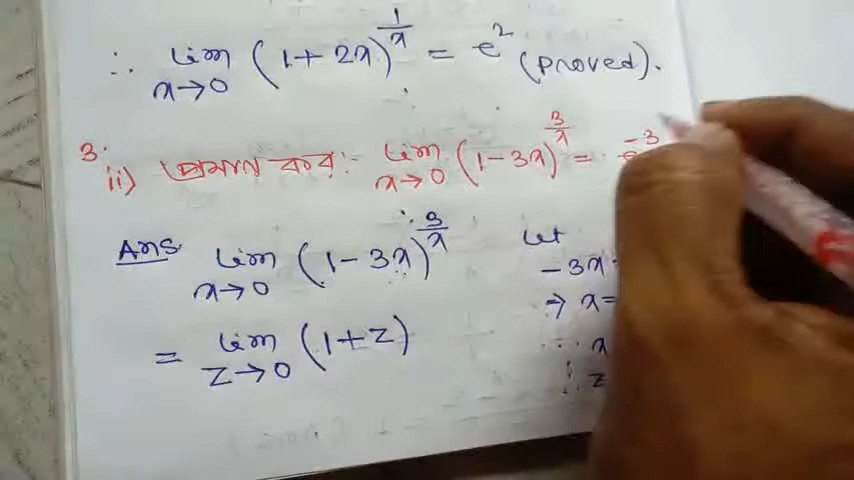 ∴ lim (1 + 2x)^{1/x} = e^2 (proved).
x→0
3.
ii) প্রমাণ কর :- lim (1 - 3x)^{3/x} =
x→0
Ans lim (1 - 3x)^{3/x}
x→0
= lim (1 + z)
z→0
Let
-3x
⇒ x=
∴ x
∴ z